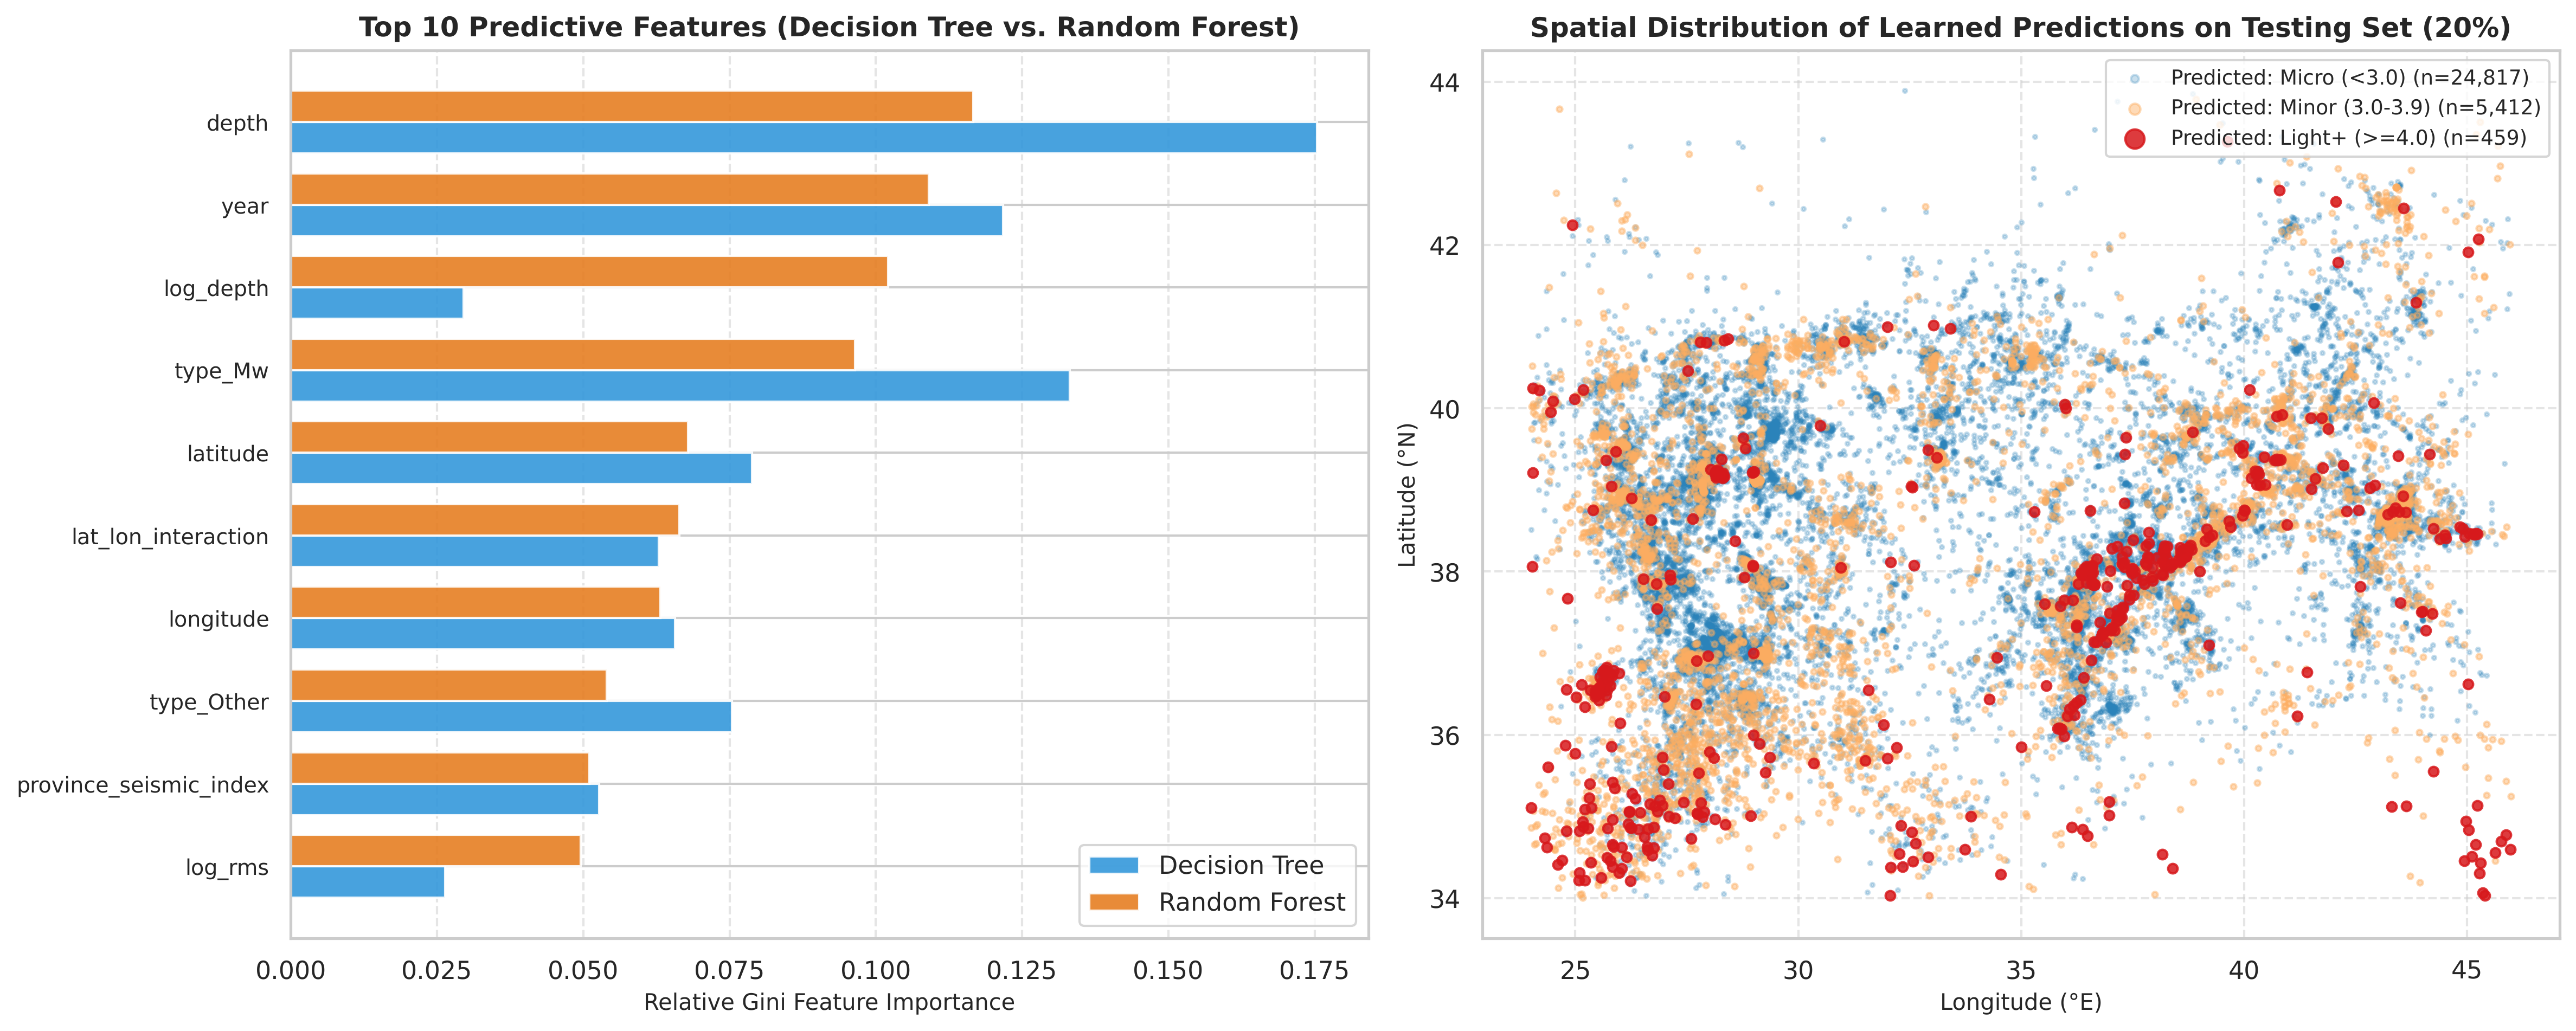 Top 10 Predictive Features (Decision Tree vs. Random Forest)
depth
year
log_depth
type_Mw
latitude
lat_lon_interaction
longitude
type_Other
province_seismic_index
log_rms
Decision Tree
Random Forest
0.000 0.025 0.050 0.075 0.100 0.125 0.150 0.175
Relative Gini Feature Importance
Spatial Distribution of Learned Predictions on Testing Set (20%)
Predicted: Micro (<3.0) (n=24,817)
Predicted: Minor (3.0-3.9) (n=5,412)
Predicted: Light+ (>=4.0) (n=459)
44
42
40
38
36
34
Latitude (°N)
25 30 35 40 45
Longitude (°E)